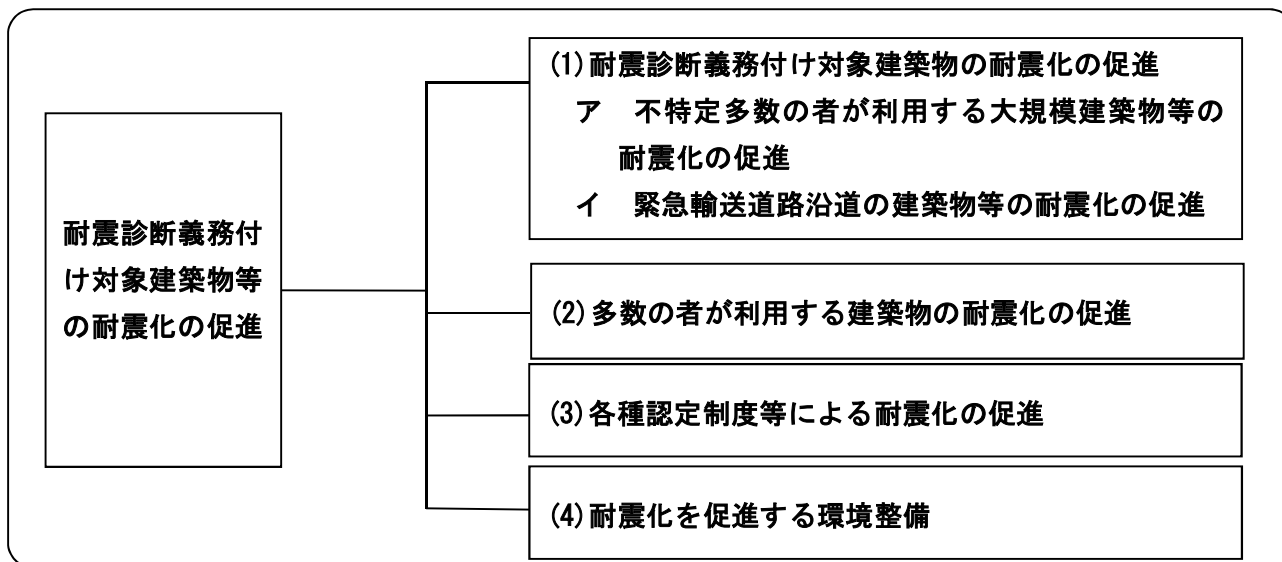 耐震診断義務付
け対象建築物等
の耐震化の促進
(1)耐震診断義務付け対象建築物の耐震化の促進
ア 不特定多数の者が利用する大規模建築物等の
耐震化の促進
イ 緊急輸送道路沿道の建築物等の耐震化の促進
(2)多数の者が利用する建築物の耐震化の促進
(3)各種認定制度等による耐震化の促進
(4)耐震化を促進する環境整備